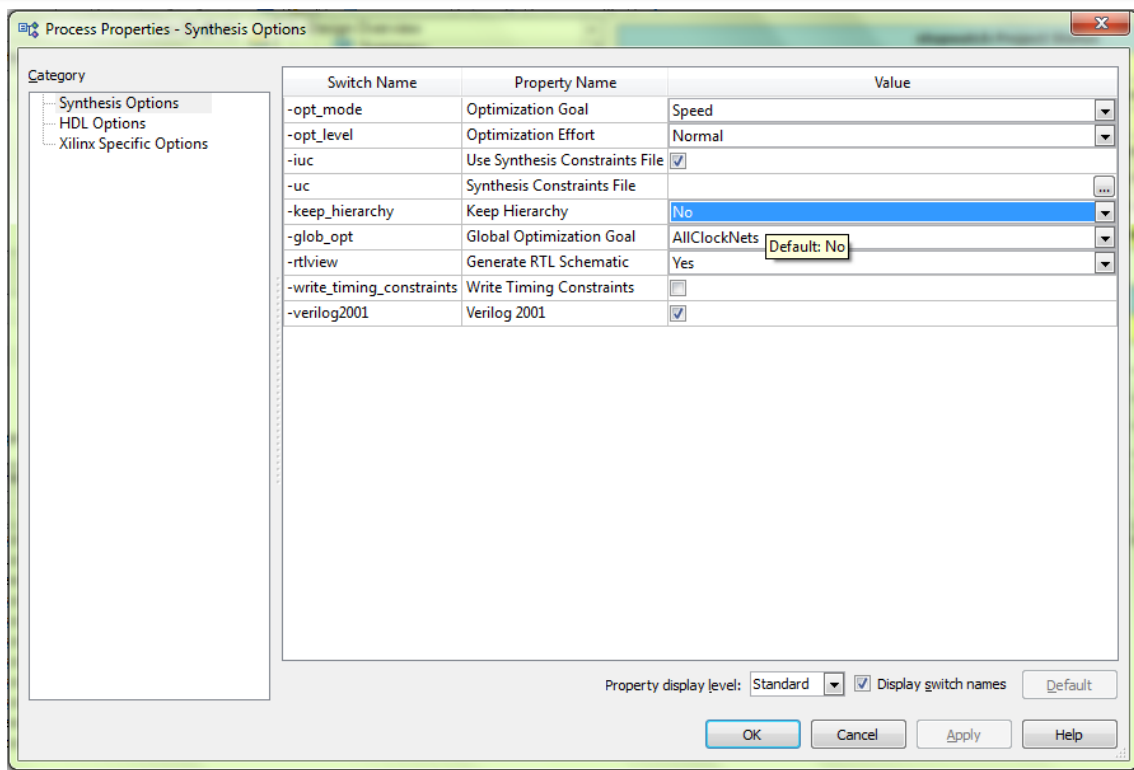 Process Properties - Synthesis Options
Category
Synthesis Options
HDL Options
Xilinx Specific Options
Switch Name Property Name Value
-opt_mode Optimization Goal Speed
-opt_level Optimization Effort Normal
-iuc Use Synthesis Constraints File
-uc Synthesis Constraints File ...
-keep_hierarchy Keep Hierarchy No
-glob_opt Global Optimization Goal AllClockNets
Default: No
-rtlview Generate RTL Schematic Yes
-write_timing_constraints Write Timing Constraints
-verilog2001 Verilog 2001
Property display level: Standard Display switch names Default
OK Cancel Apply Help